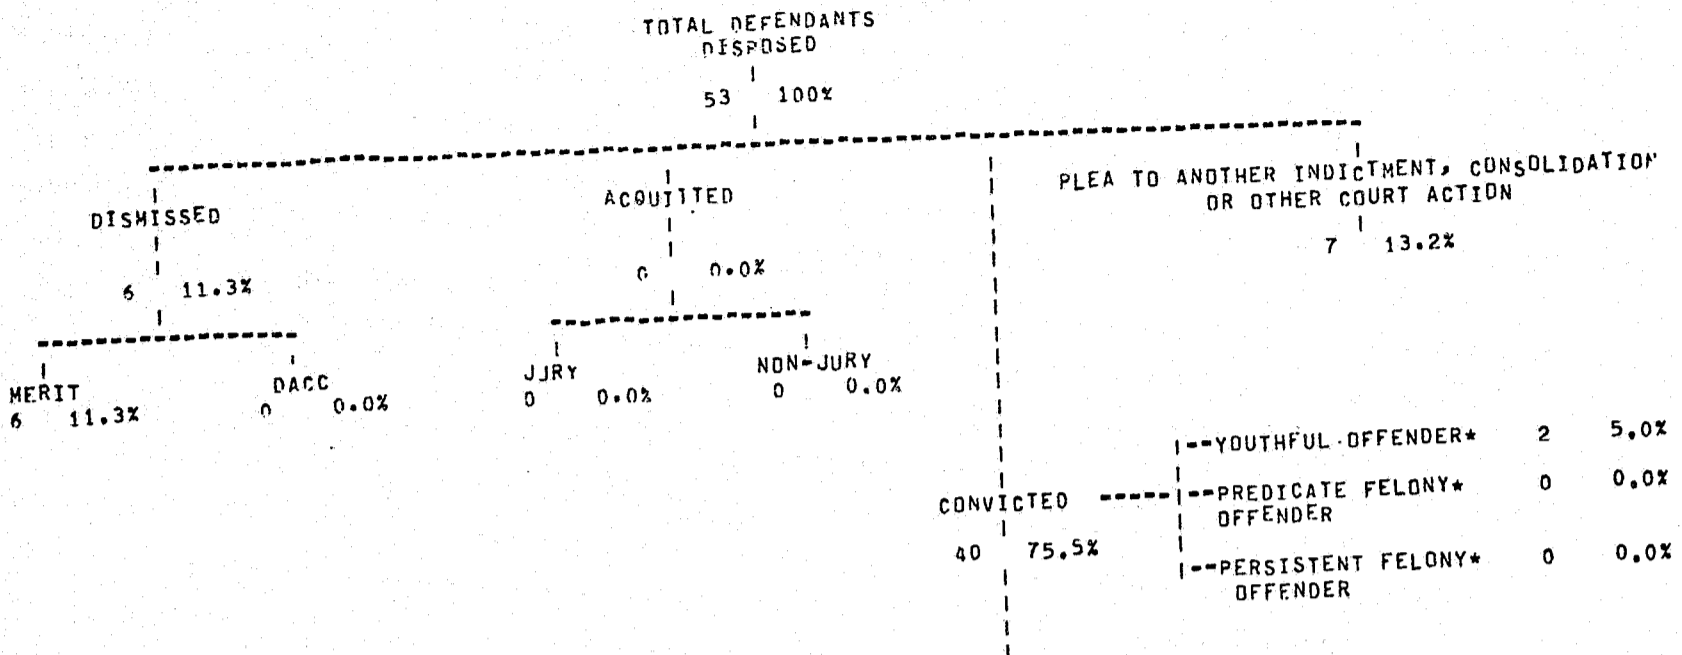 TOTAL DEFENDANTS
DISPOSED
53 100%
DISMISSED
6 11.3%
MERIT
6 11.3%
DACC
0 0.0%
ACQUITTED
0 0.0%
JURY
0 0.0%
NON-JURY
0 0.0%
PLEA TO ANOTHER INDICTMENT, CONSOLIDATION
OR OTHER COURT ACTION
7 13.2%
CONVICTED
40 75.5%
YOUTHFUL OFFENDER* 2 5.0%
PREDICATE FELONY* 0 0.0%
OFFENDER
PERSISTENT FELONY* 0 0.0%
OFFENDER